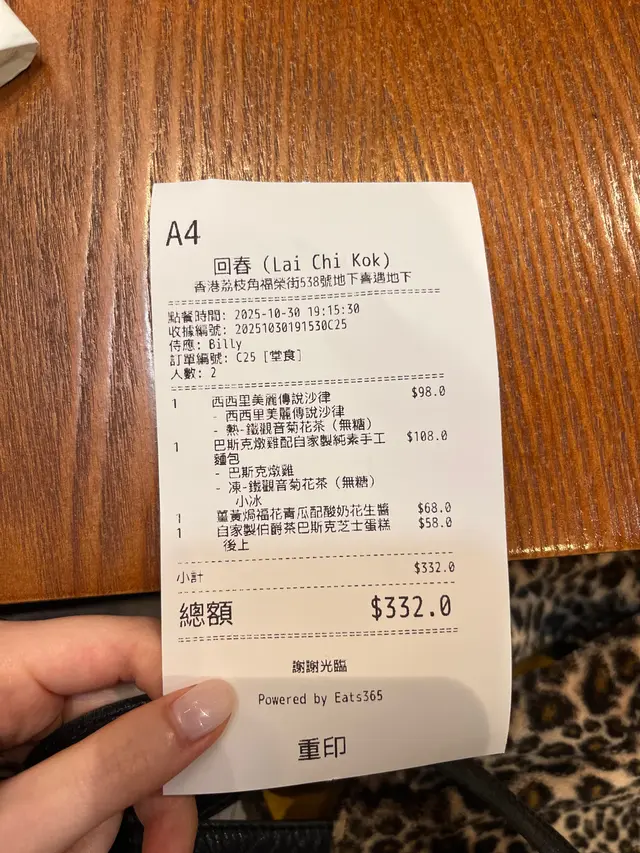 A4
回春 (Lai Chi Kok)
香港荔枝角福榮街538號地下喜遇地下
點餐時間: 2025-10-30 19:15:30
收據編號: 20251030191530C25
侍應: Billy
訂單編號: C25 [堂食]
人數: 2
1 西西里美麗傳說沙律 $98.0
- 西西里美麗傳說沙律
- 熱-鐵觀音菊花茶（無糖）
1 巴斯克燉雞配自家製純素手工 $108.0
麵包
- 巴斯克燉雞
- 凍-鐵觀音菊花茶（無糖）
小冰
1 薑黃焗福花青瓜配酸奶花生醬 $68.0
1 自家製伯爵茶巴斯克芝士蛋糕 $58.0
後上
小計 $332.0
總額 $332.0
謝謝光臨
Powered by Eats365
重印